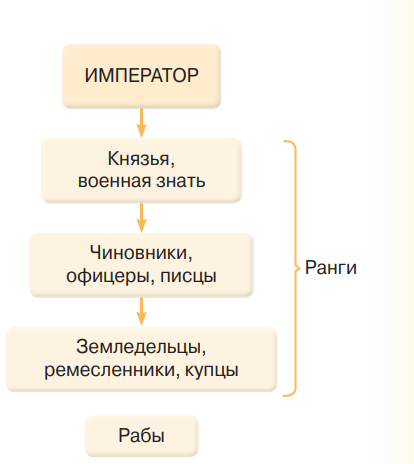 ИМПЕРАТОР
Князья,
военная знать
Чиновники,
офицеры, писцы
Земледельцы,
ремесленники, купцы
Ранги
Рабы